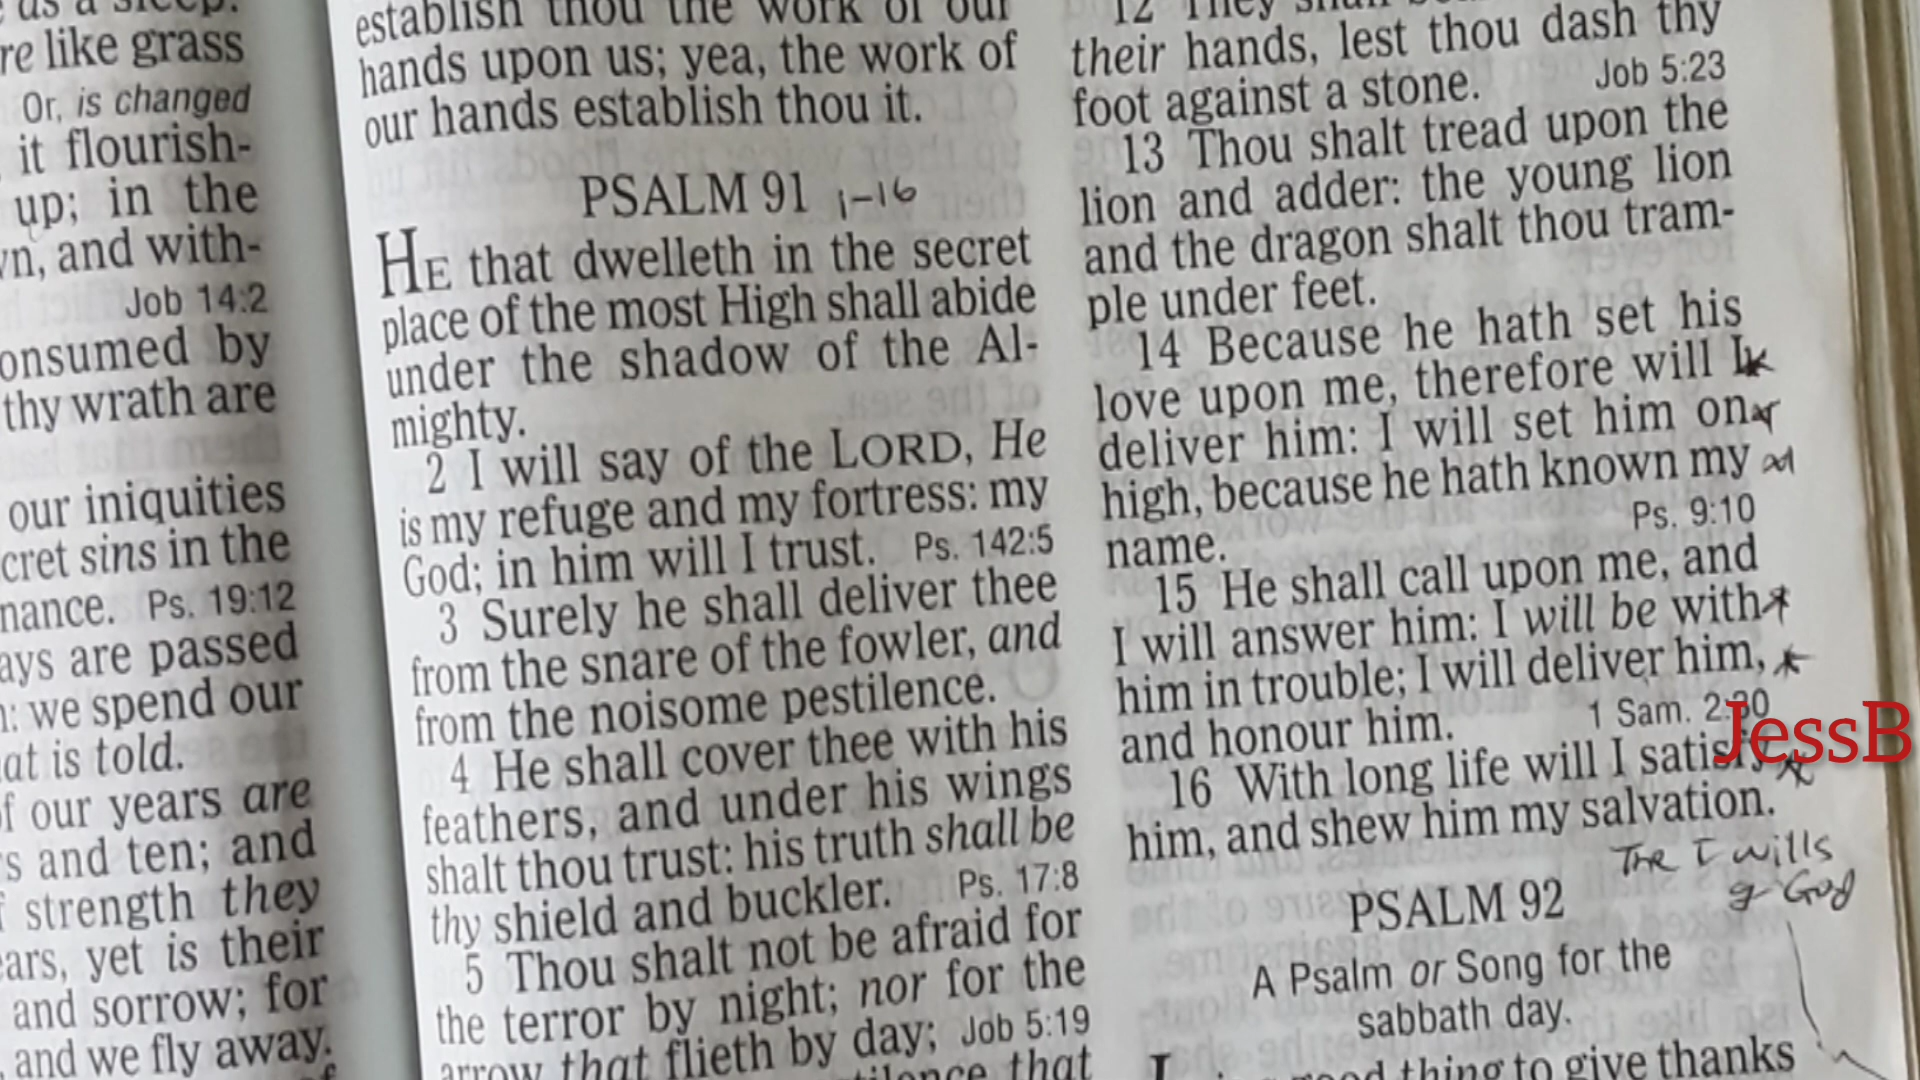 as a sleep:
re like grass
Or, is changed
it flourish-
up; in the
wn, and with-
Job 14:2
onsumed by
thy wrath are
our iniquities
cret sins in the
nance. Ps. 19:12
ays are passed
n: we spend our
hat is told.
of our years are
rs and ten; and
f strength they
ears, yet is their
and sorrow; for
and we fly away.
establish thou the work of our
hands upon us; yea, the work of
our hands establish thou it.
PSALM 91 1-16
HE that dwelleth in the secret
place of the most High shall abide
under the shadow of the Al-
mighty.
2 I will say of the LORD, He
is my refuge and my fortress: my
God; in him will I trust. Ps. 142:5
3 Surely he shall deliver thee
from the snare of the fowler, and
from the noisome pestilence.
4 He shall cover thee with his
feathers, and under his wings
shalt thou trust: his truth shall be
thy shield and buckler. Ps. 17:8
5 Thou shalt not be afraid for
the terror by night; nor for the
arrow that flieth by day; Job 5:19
that
12 They shall
their hands, lest thou dash thy
foot against a stone. Job 5:23
13 Thou shalt tread upon the
lion and adder: the young lion
and the dragon shalt thou tram-
ple under feet.
14 Because he hath set his
love upon me, therefore will I
deliver him: I will set him on
high, because he hath known my
name. Ps. 9:10
15 He shall call upon me, and
I will answer him: I will be with
him in trouble; I will deliver him,
and honour him. 1 Sam. 2:30
16 With long life will I satisfy
him, and shew him my salvation.
The I wills
of God
PSALM 92
A Psalm or Song for the
sabbath day.
good thing to give thanks
JessB